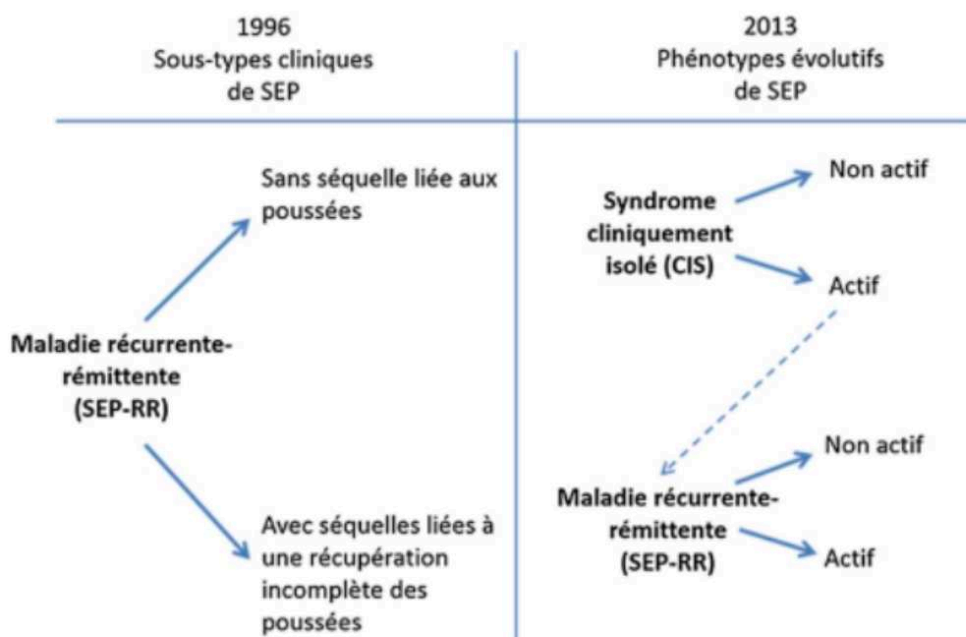 1996
Sous-types cliniques
de SEP
2013
Phénotypes évolutifs
de SEP
Sans séquelle liée aux
poussées
Maladie récurrente-
rémittente
(SEP-RR)
Avec séquelles liées à
une récupération
incomplète des
poussées
Non actif
Syndrome
cliniquement
isolé (CIS)
Actif
Non actif
Maladie récurrente-
rémittente
(SEP-RR)
Actif